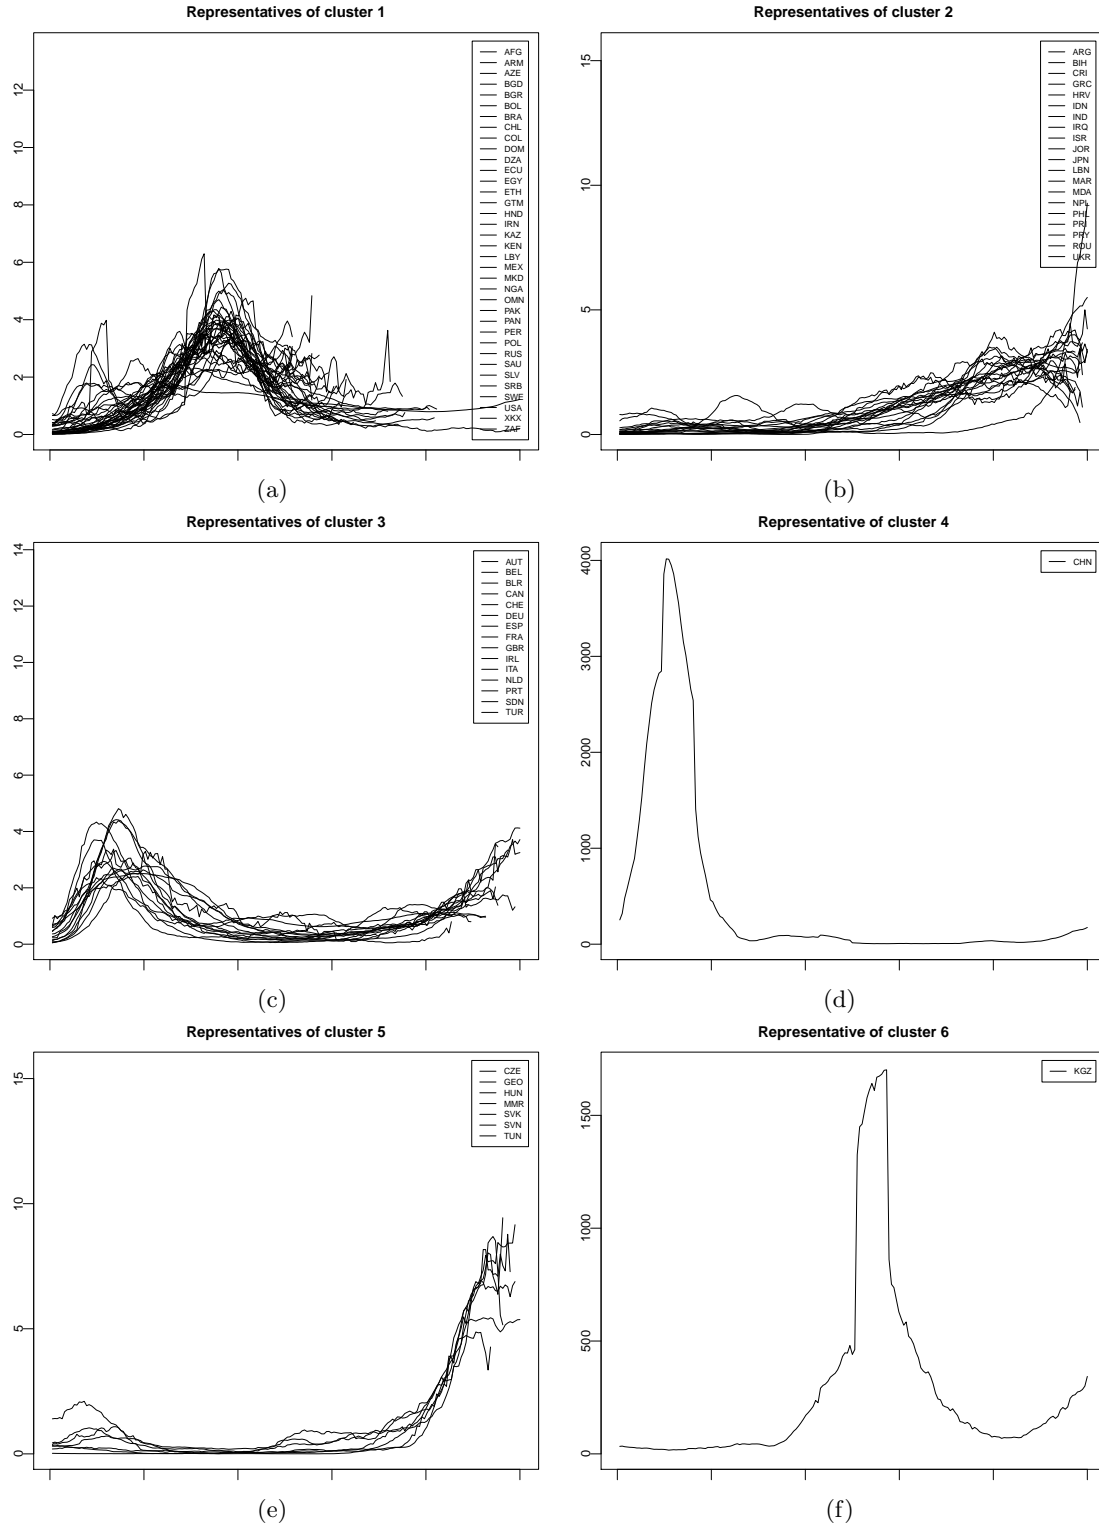 Representatives of cluster 1
0 2 4 6 8 10 12
AFG
ARM
AZE
BGD
BGR
BOL
BRA
CHL
COL
DOM
DZA
ECU
EGY
ETH
GTM
HND
IRN
KAZ
KEN
LBY
MEX
MKD
NGA
OMN
PAK
PAN
PER
POL
RUS
SAU
SLV
SRB
SWE
USA
XKX
ZAF
(a)
Representatives of cluster 2
0 5 10 15
ARG
BIH
CRI
GRC
HRV
IDN
IND
IRQ
ISR
JOR
JPN
LBN
MAR
MDA
NPL
PHL
PRI
PRY
ROU
UKR
(b)
Representatives of cluster 3
0 2 4 6 8 10 12 14
AUT
BEL
BLR
CAN
CHE
DEU
ESP
FRA
GBR
IRL
ITA
NLD
PRT
SDN
TUR
(c)
Representative of cluster 4
0 1000 2000 3000 4000
CHN
(d)
Representatives of cluster 5
0 5 10 15
CZE
GEO
HUN
MMR
SVK
SVN
TUN
(e)
Representative of cluster 6
0 500 1000 1500
KGZ
(f)